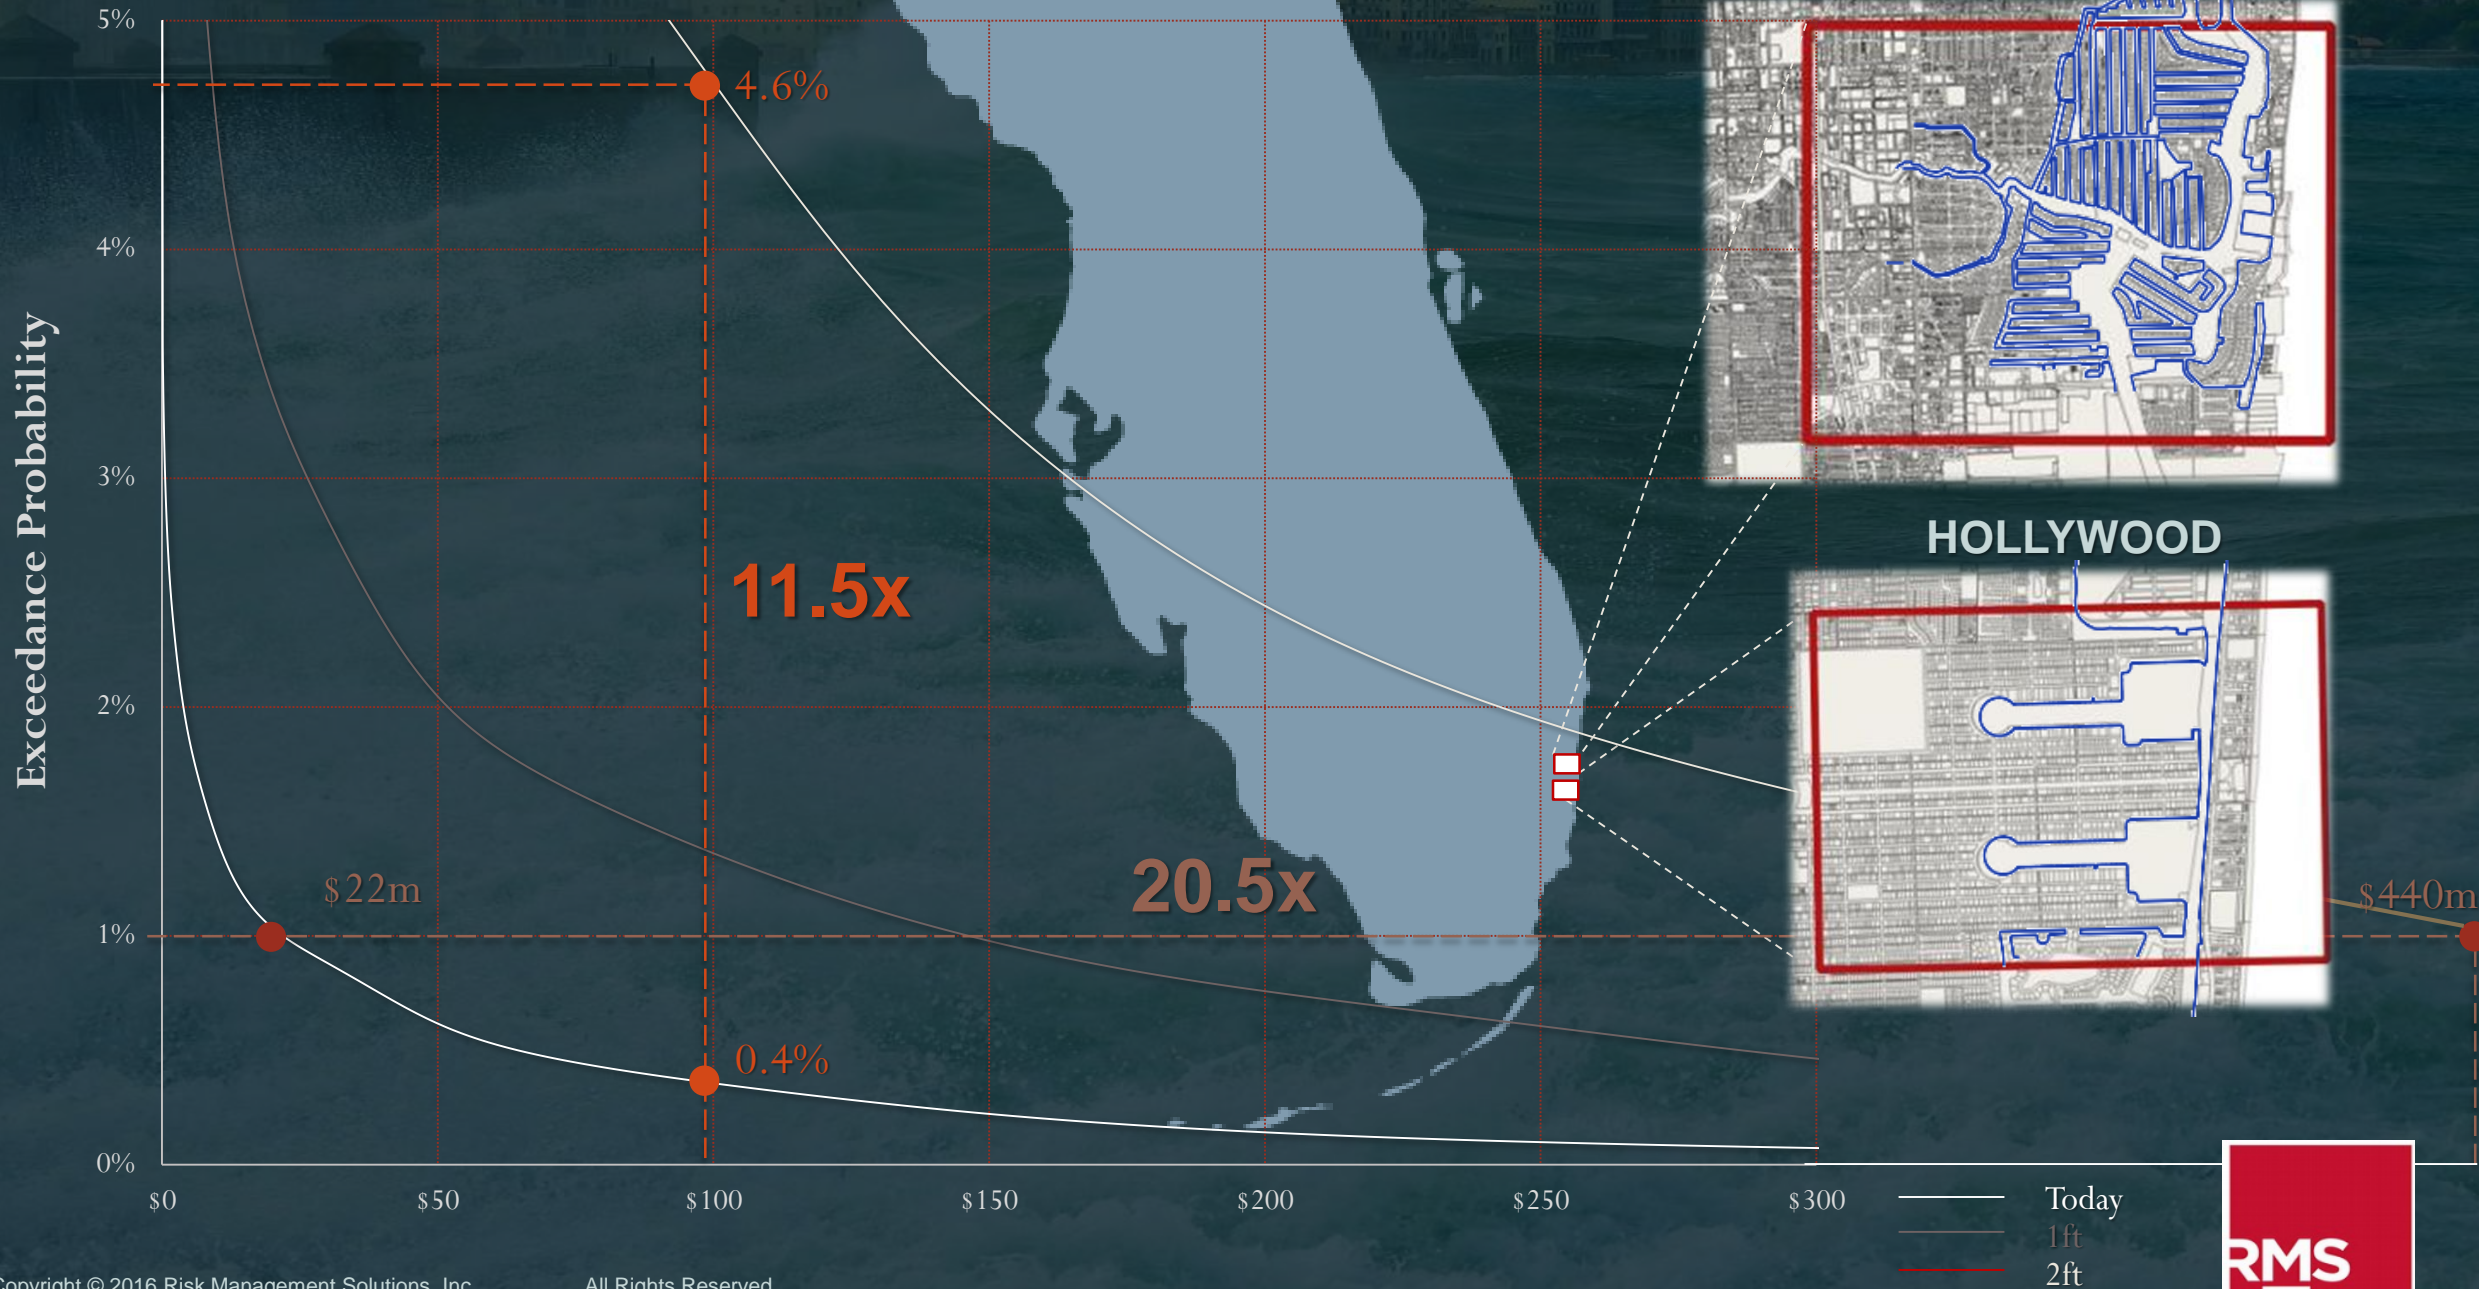 5%
4.6%
4%
3%
HOLLYWOOD
Exceedance Probability
11.5x
2%
20.5x
$22m
$440m
1%
0.4%
0%
$0
$50
$100
$150
$200
$250
$300
Today
1ft
2ft
RMS
Copyright © 2016 Risk Management Solutions, Inc. All Rights Reserved